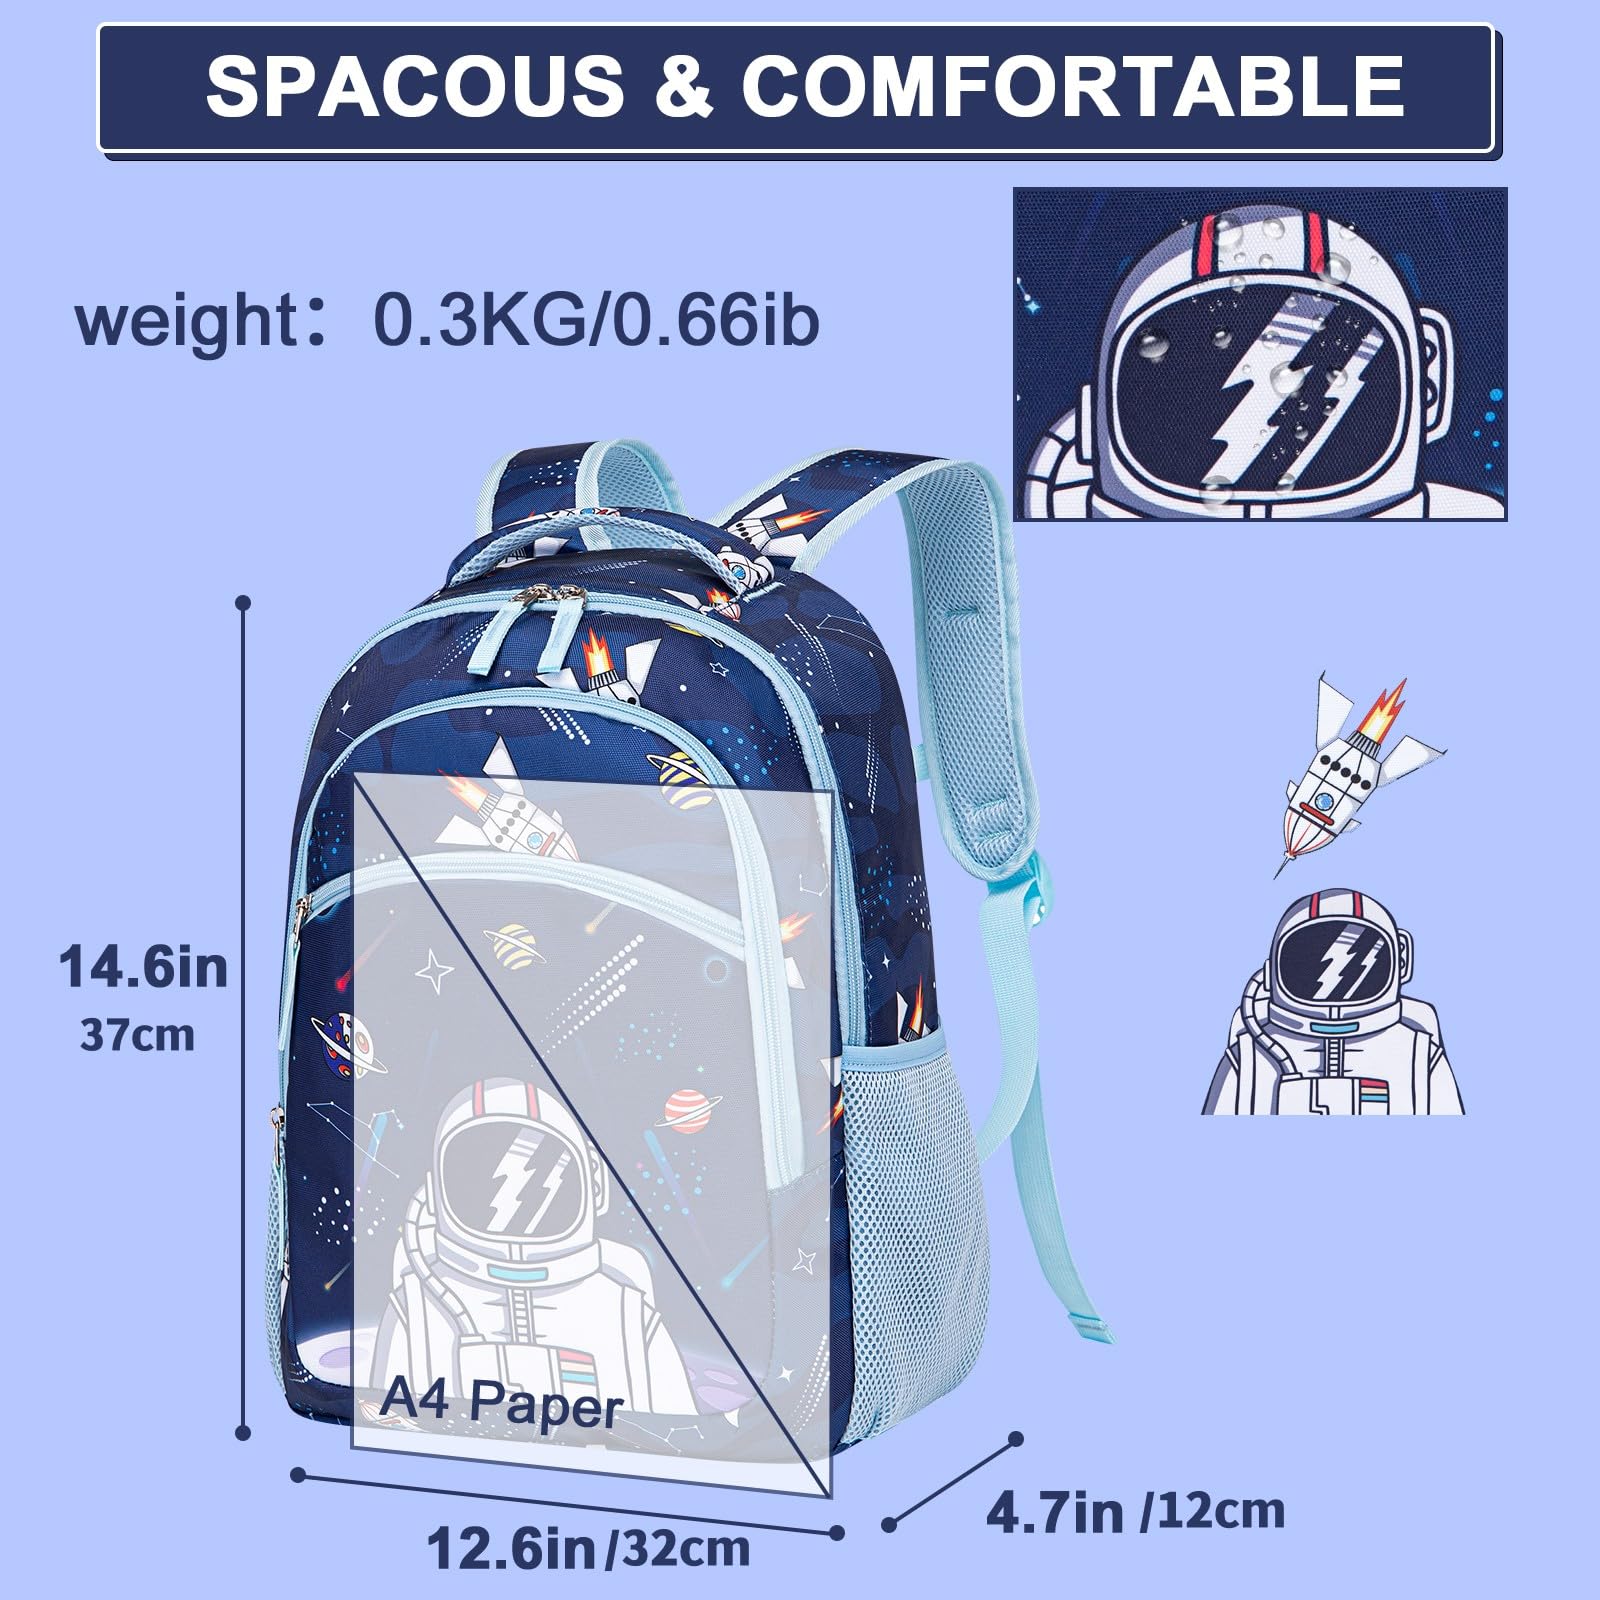 SPACOUS & COMFORTABLE
weight：0.3KG/0.66ib
14.6in
37cm
A4 Paper
12.6in/32cm
4.7in/12cm